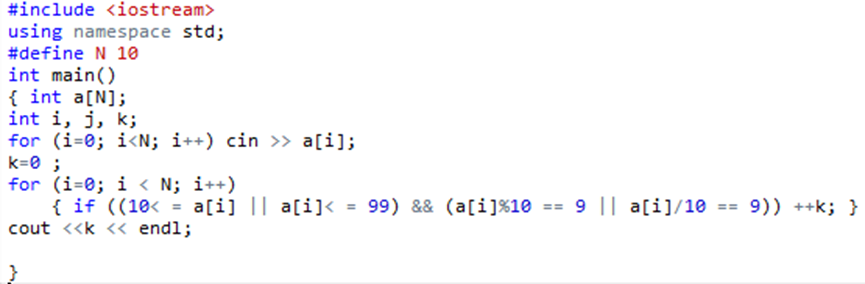 #include <iostream>
using namespace std;
#define N 10
int main()
{ int a[N];
int i, j, k;
for (i=0; i<N; i++) cin >> a[i];
k=0 ;
for (i=0; i < N; i++)
{ if ((10< = a[i] || a[i]< = 99) && (a[i]%10 == 9 || a[i]/10 == 9)) ++k; }
cout <<k << endl;
}